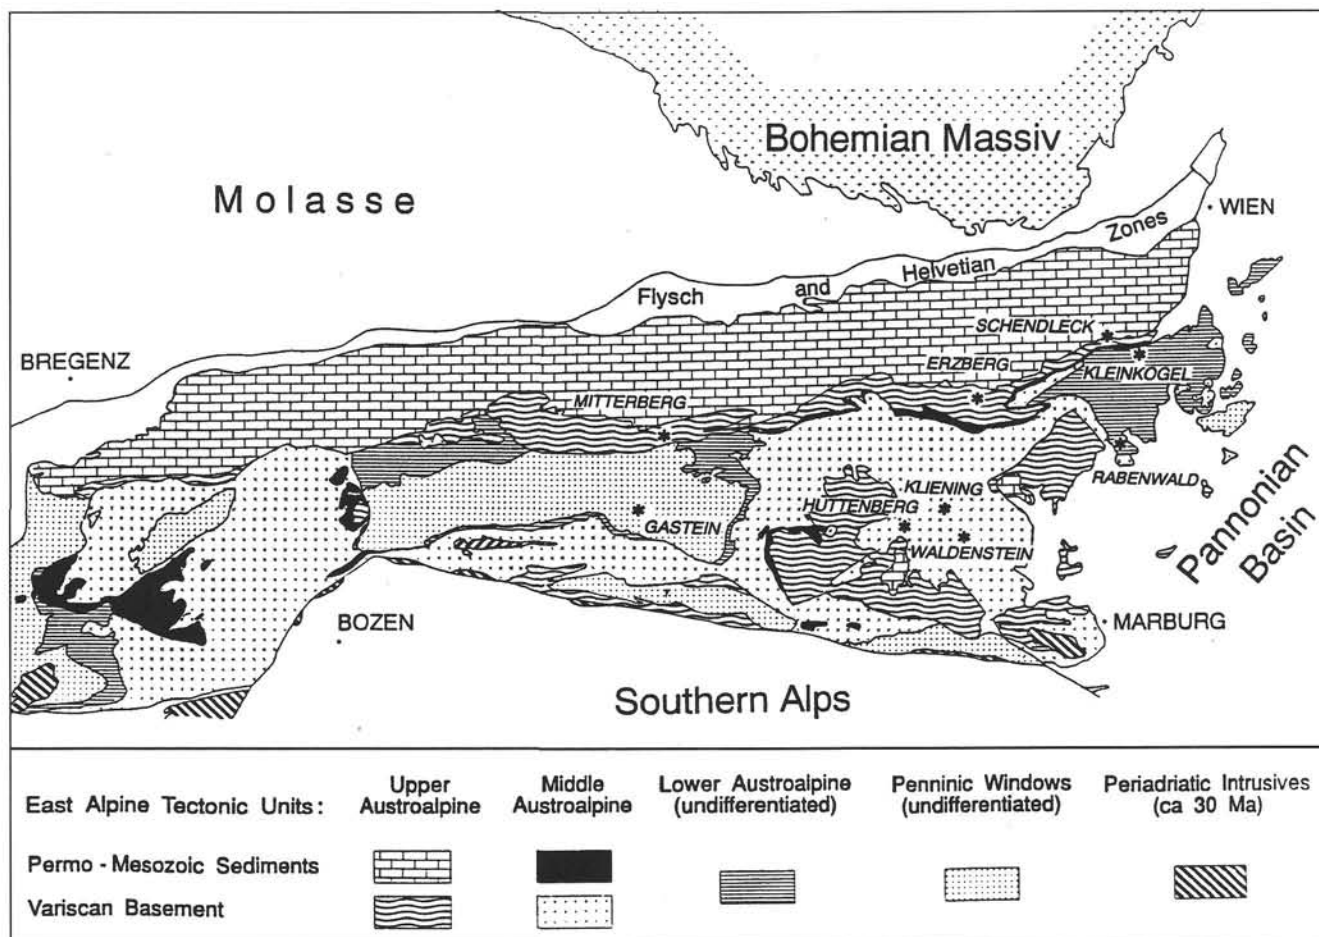 Bohemian Massiv
Molasse
WIEN
Zones
Helvetian
and
Flysch
SCHENDLECK
BREGENZ
ERZBERG
KLEINKOGEL
MITTERBERG
RABENWALD
KLIENING
HÜTTENBERG
GASTEIN
WALDENSTEIN
Pannonian
Basin
BOZEN
MARBURG
Southern Alps
East Alpine Tectonic Units :
Upper
Austroalpine
Middle
Austroalpine
Lower Austroalpine
(undifferentiated)
Penninic Windows
(undifferentiated)
Periadriatic Intrusives
(ca 30 Ma)
Permo - Mesozoic Sediments
Variscan Basement